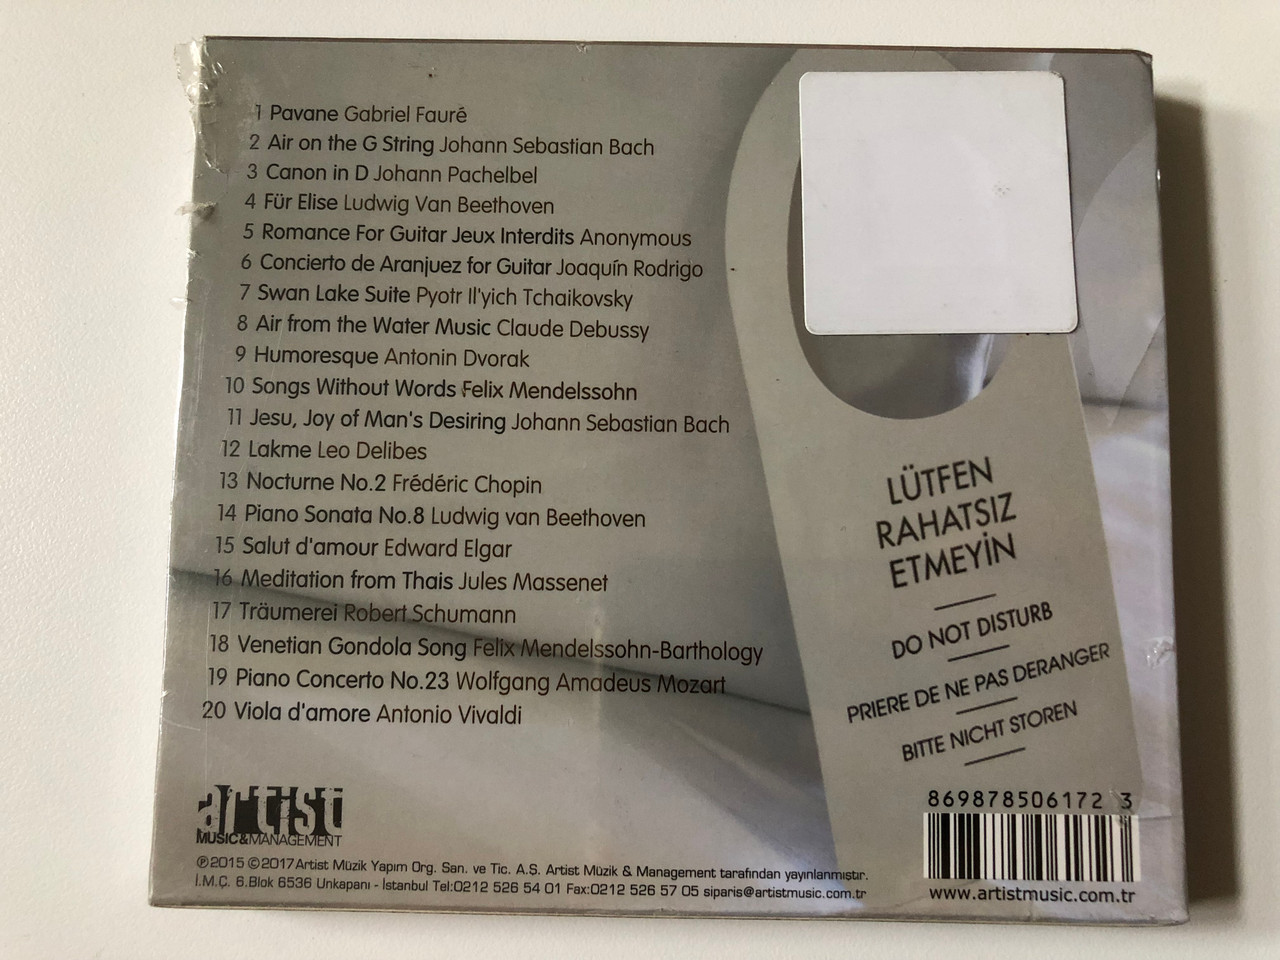 1 Pavane Gabriel Fauré
2 Air on the G String Johann Sebastian Bach
3 Canon in D Johann Pachelbel
4 Für Elise Ludwig Van Beethoven
5 Romance For Guitar Jeux Interdits Anonymous
6 Concierto de Aranjuez for Guitar Joaquín Rodrigo
7 Swan Lake Suite Pyotr Il'yich Tchaikovsky
8 Air from the Water Music Claude Debussy
9 Humoresque Antonin Dvorak
10 Songs Without Words Felix Mendelssohn
11 Jesu, Joy of Man's Desiring Johann Sebastian Bach
12 Lakme Leo Delibes
13 Nocturne No.2 Frédéric Chopin
14 Piano Sonata No.8 Ludwig van Beethoven
15 Salut d'amour Edward Elgar
16 Meditation from Thais Jules Massenet
17 Träumerei Robert Schumann
18 Venetian Gondola Song Felix Mendelssohn-Barthology
19 Piano Concerto No.23 Wolfgang Amadeus Mozart
20 Viola d'amore Antonio Vivaldi
LÜTFEN
RAHATSIZ
ETMEYİN
DO NOT DISTURB
PRIERE DE NE PAS DERANGER
BITTE NICHT STOREN
artist
MUSIC&MANAGEMENT
℗2015 ©2017 Artist Müzik Yapım Org. San. ve Tic. A.S. Artist Müzik & Management tarafından yayınlanmıstır.
İ.M.Ç. 6.Blok 6536 Unkapanı - İstanbul Tel:0212 526 54 01 Fax:0212 526 57 05 siparis@artistmusic.com.tr
869878506172 3
www.artistmusic.com.tr